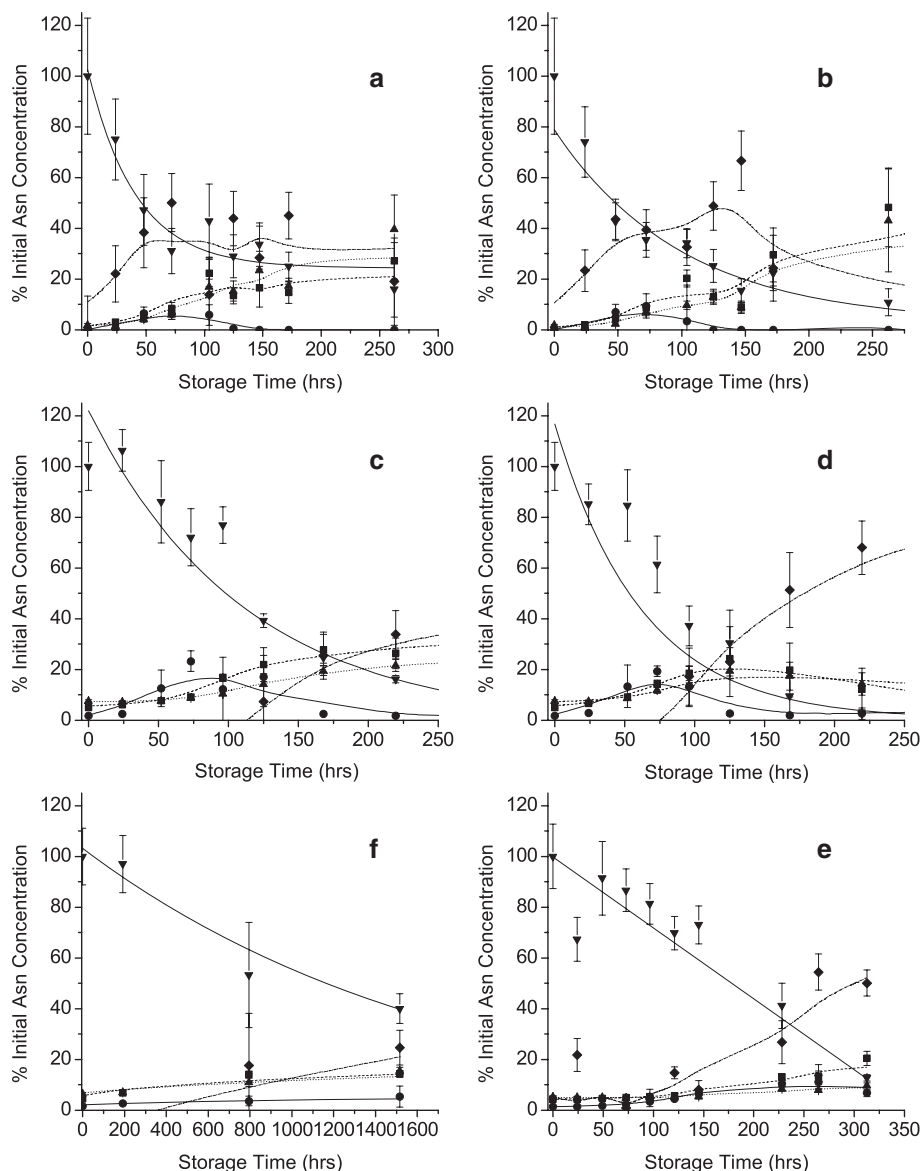 120
100
80
60
40
20
0
% Initial Asn Concentration
a
0 50 100 150 200 250 300
Storage Time (hrs)
120
100
80
60
40
20
0
% Initial Asn Concentration
b
0 50 100 150 200 250
Storage Time (hrs)
120
100
80
60
40
20
0
% Initial Asn Concentration
c
0 50 100 150 200 250
Storage Time (hrs)
120
100
80
60
40
20
0
% Initial Asn Concentration
d
0 50 100 150 200 250
Storage Time (hrs)
120
100
80
60
40
20
0
% Initial Asn Concentration
f
0 200 400 600 800 1000 1200 1400 1600
Storage Time (hrs)
120
100
80
60
40
20
0
% Initial Asn Concentration
e
0 50 100 150 200 250 300 350
Storage Time (hrs)